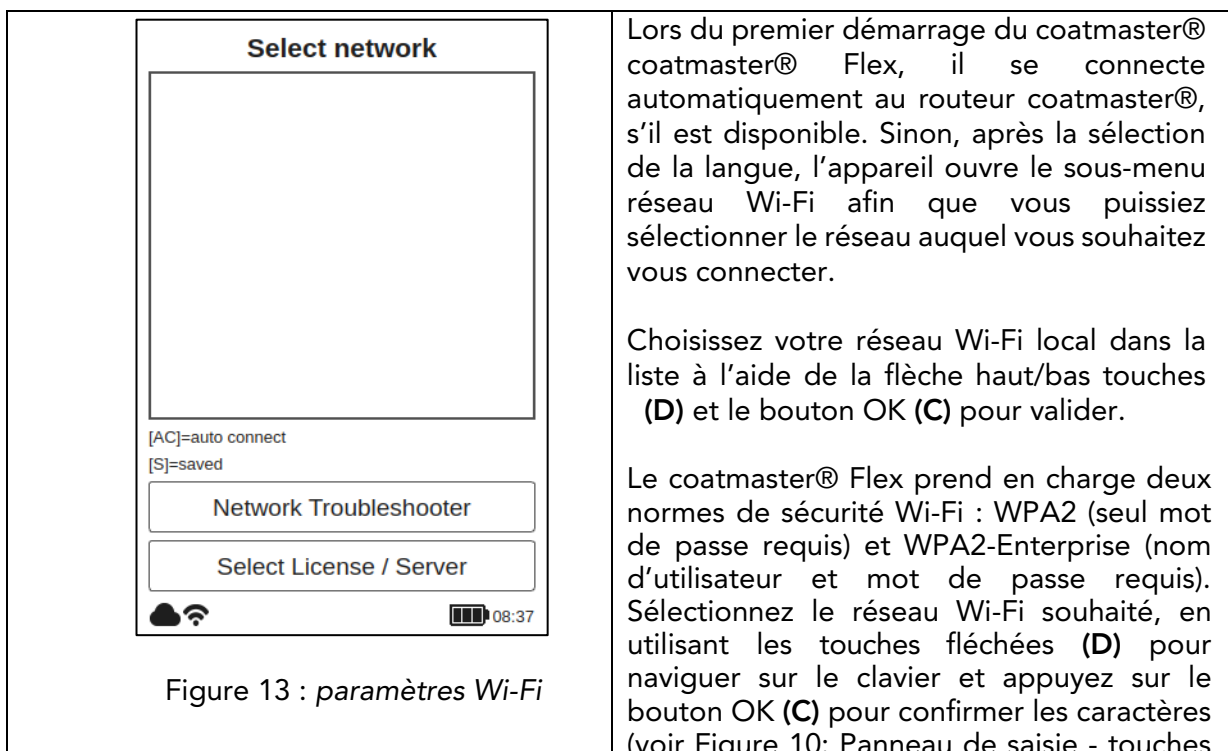 Select network
[AC]=auto connect
[S]=saved
Network Troubleshooter
Select License / Server
08:37
Figure 13 : paramètres Wi-Fi
Lors du premier démarrage du coatmaster®
coatmaster® Flex, il se connecte
automatiquement au routeur coatmaster®,
s'il est disponible. Sinon, après la sélection
de la langue, l'appareil ouvre le sous-menu
réseau Wi-Fi afin que vous puissiez
sélectionner le réseau auquel vous souhaitez
vous connecter.
Choisissez votre réseau Wi-Fi local dans la
liste à l'aide de la flèche haut/bas touches
(D) et le bouton OK (C) pour valider.
Le coatmaster® Flex prend en charge deux
normes de sécurité Wi-Fi : WPA2 (seul mot
de passe requis) et WPA2-Enterprise (nom
d'utilisateur et mot de passe requis).
Sélectionnez le réseau Wi-Fi souhaité, en
utilisant les touches fléchées (D) pour
naviguer sur le clavier et appuyez sur le
bouton OK (C) pour confirmer les caractères
(voir Figure 10: Panneau de saisie - touches